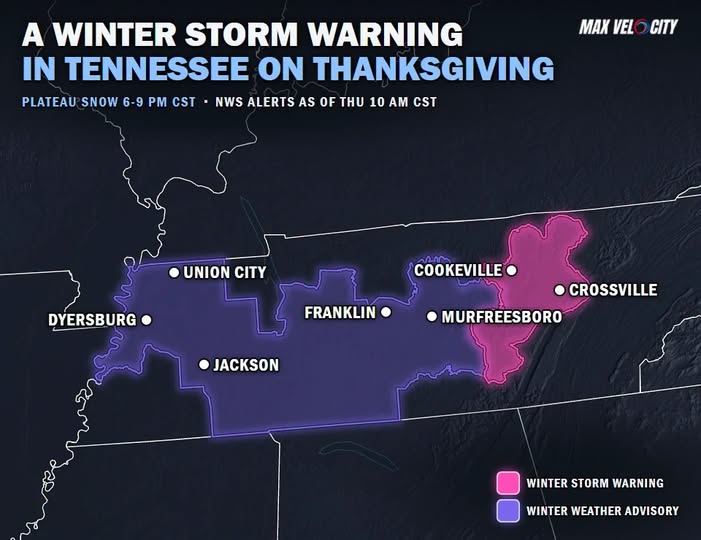 A WINTER STORM WARNING
MAX VELOCITY
IN TENNESSEE ON THANKSGIVING
PLATEAU SNOW 6-9 PM CST • NWS ALERTS AS OF THU 10 AM CST
UNION CITY
COOKEVILLE
CROSSVILLE
DYERSBURG
FRANKLIN
MURFREESBORO
JACKSON
WINTER STORM WARNING
WINTER WEATHER ADVISORY